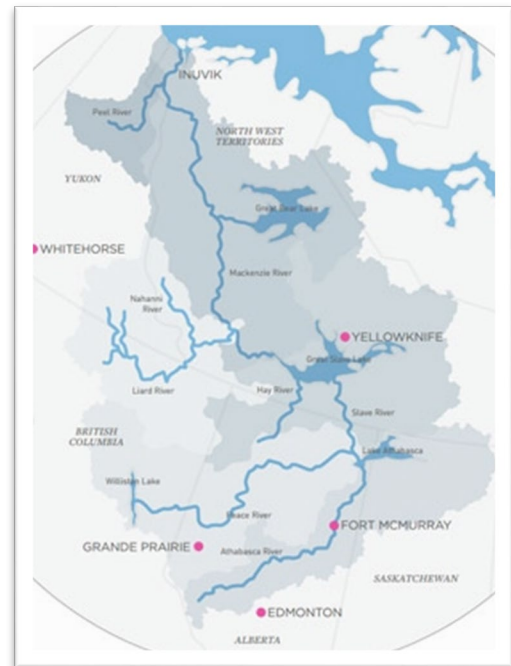 INUVIK
Peel River
NORTH WEST
TERRITORIES
YUKON
Great Bear Lake
WHITEHORSE
Mackenzie River
Nahanni
River
YELLOWKNIFE
Great Slave Lake
Liard River
Hay River
Slave River
BRITISH
COLUMBIA
Lake Athabasca
Williston Lake
Peace River
FORT MCMURRAY
GRANDE PRAIRIE
Athabasca River
SASKATCHEWAN
EDMONTON
ALBERTA